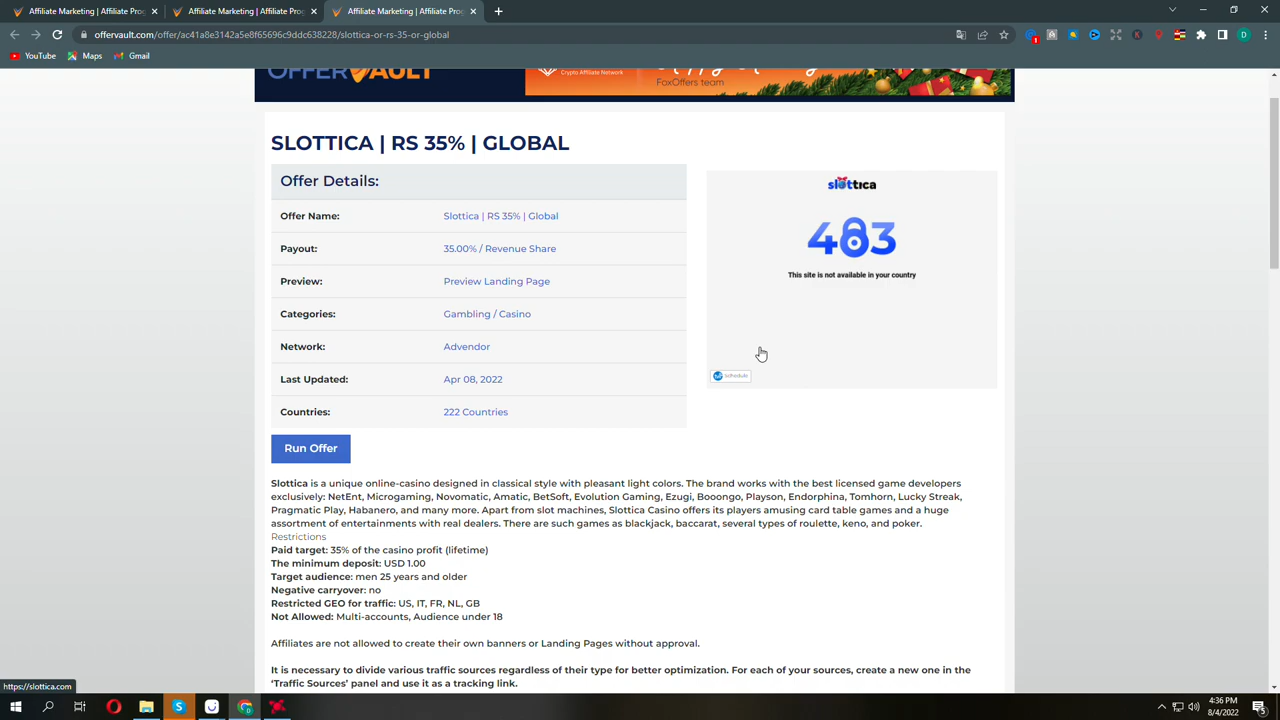 Marketing | Affiliate Prog
Marketing | Affiliate Progra
Marketing | Affiliate Program
offervault.com/offer/ac41a8e3142a5e8f65696c9ddc638228/slottica-or-rs-35-or-global
YouTube
Maps
Gmail
OFFERVAULT
Crypto Affiliate Network
FoxOffers team
SLOTTICA | RS 35% | GLOBAL
Offer Details:
Offer Name: Slottica | RS 35% | Global
Payout: 35.00% / Revenue Share
Preview: Preview Landing Page
Categories: Gambling / Casino
Network: Advendor
Last Updated: Apr 08, 2022
Countries: 222 Countries
slottica
403
This site is not available in your country
Schedule
Run Offer
Slottica is a unique online-casino designed in classical style with pleasant light colors. The brand works with the best licensed game developers
exclusively: NetEnt, Microgaming, Novomatic, Amatic, BetSoft, Evolution Gaming, Ezugi, Booongo, Playson, Endorphina, Tomhorn, Lucky Streak,
Pragmatic Play, Habanero, and many more. Apart from slot machines, Slottica Casino offers its players amusing card table games and a huge
assortment of entertainments with real dealers. There are such games as blackjack, baccarat, several types of roulette, keno, and poker.
Restrictions
Paid target: 35% of the casino profit (lifetime)
The minimum deposit: USD 1.00
Target audience: men 25 years and older
Negative carryover: no
Restricted GEO for traffic: US, IT, FR, NL, GB
Not Allowed: Multi-accounts, Audience under 18
Affiliates are not allowed to create their own banners or Landing Pages without approval.
It is necessary to divide various traffic sources regardless of their type for better optimization. For each of your sources, create a new one in the
‘Traffic Sources’ panel and use it as a tracking link.
https://slottica.com
4:36 PM
8/4/2022